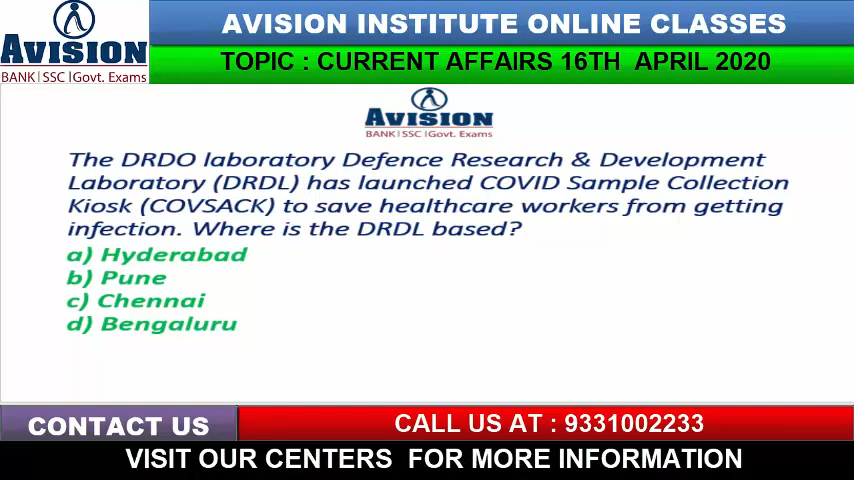 AVISION
BANK|SSC|Govt. Exams
AVISION INSTITUTE ONLINE CLASSES
TOPIC : CURRENT AFFAIRS 16TH APRIL 2020
AVISION
BANK|SSC|Govt. Exams
The DRDO laboratory Defence Research & Development
Laboratory (DRDL) has launched COVID Sample Collection
Kiosk (COVSACK) to save healthcare workers from getting
infection. Where is the DRDL based?
a) Hyderabad
b) Pune
c) Chennai
d) Bengaluru
CONTACT US
CALL US AT : 9331002233
VISIT OUR CENTERS FOR MORE INFORMATION